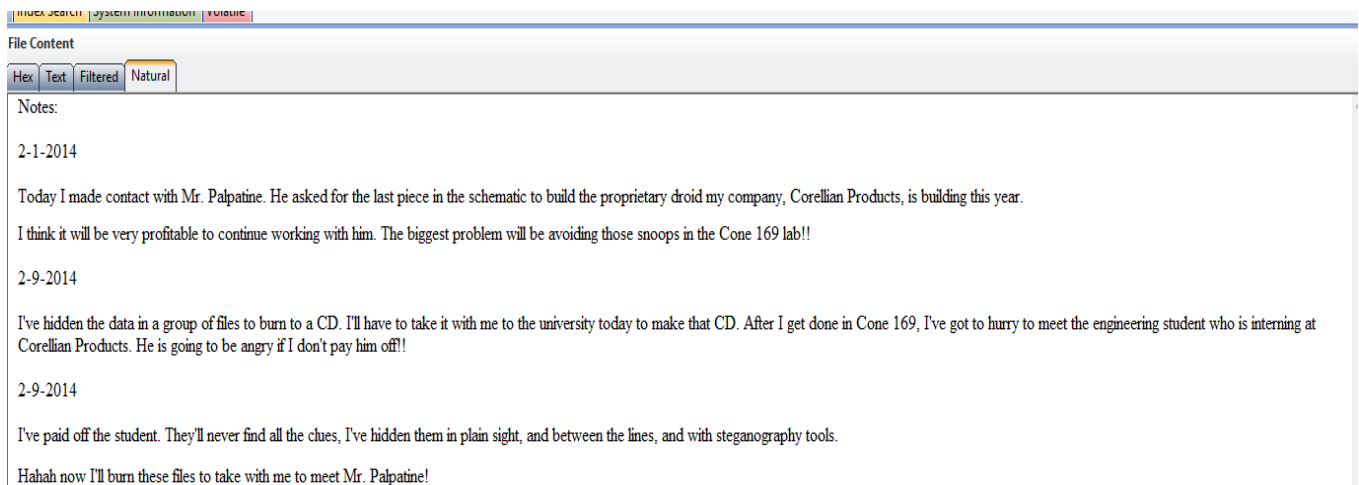 Index Search System Information Volatile
File Content
Hex Text Filtered Natural
Notes:
2-1-2014
Today I made contact with Mr. Palpatine. He asked for the last piece in the schematic to build the proprietary droid my company, Corellian Products, is building this year.
I think it will be very profitable to continue working with him. The biggest problem will be avoiding those snoops in the Cone 169 lab!!
2-9-2014
I've hidden the data in a group of files to burn to a CD. I'll have to take it with me to the university today to make that CD. After I get done in Cone 169, I've got to hurry to meet the engineering student who is interning at
Corellian Products. He is going to be angry if I don't pay him off!!
2-9-2014
I've paid off the student. They'll never find all the clues, I've hidden them in plain sight, and between the lines, and with steganography tools.
Hahah now I'll burn these files to take with me to meet Mr. Palpatine!